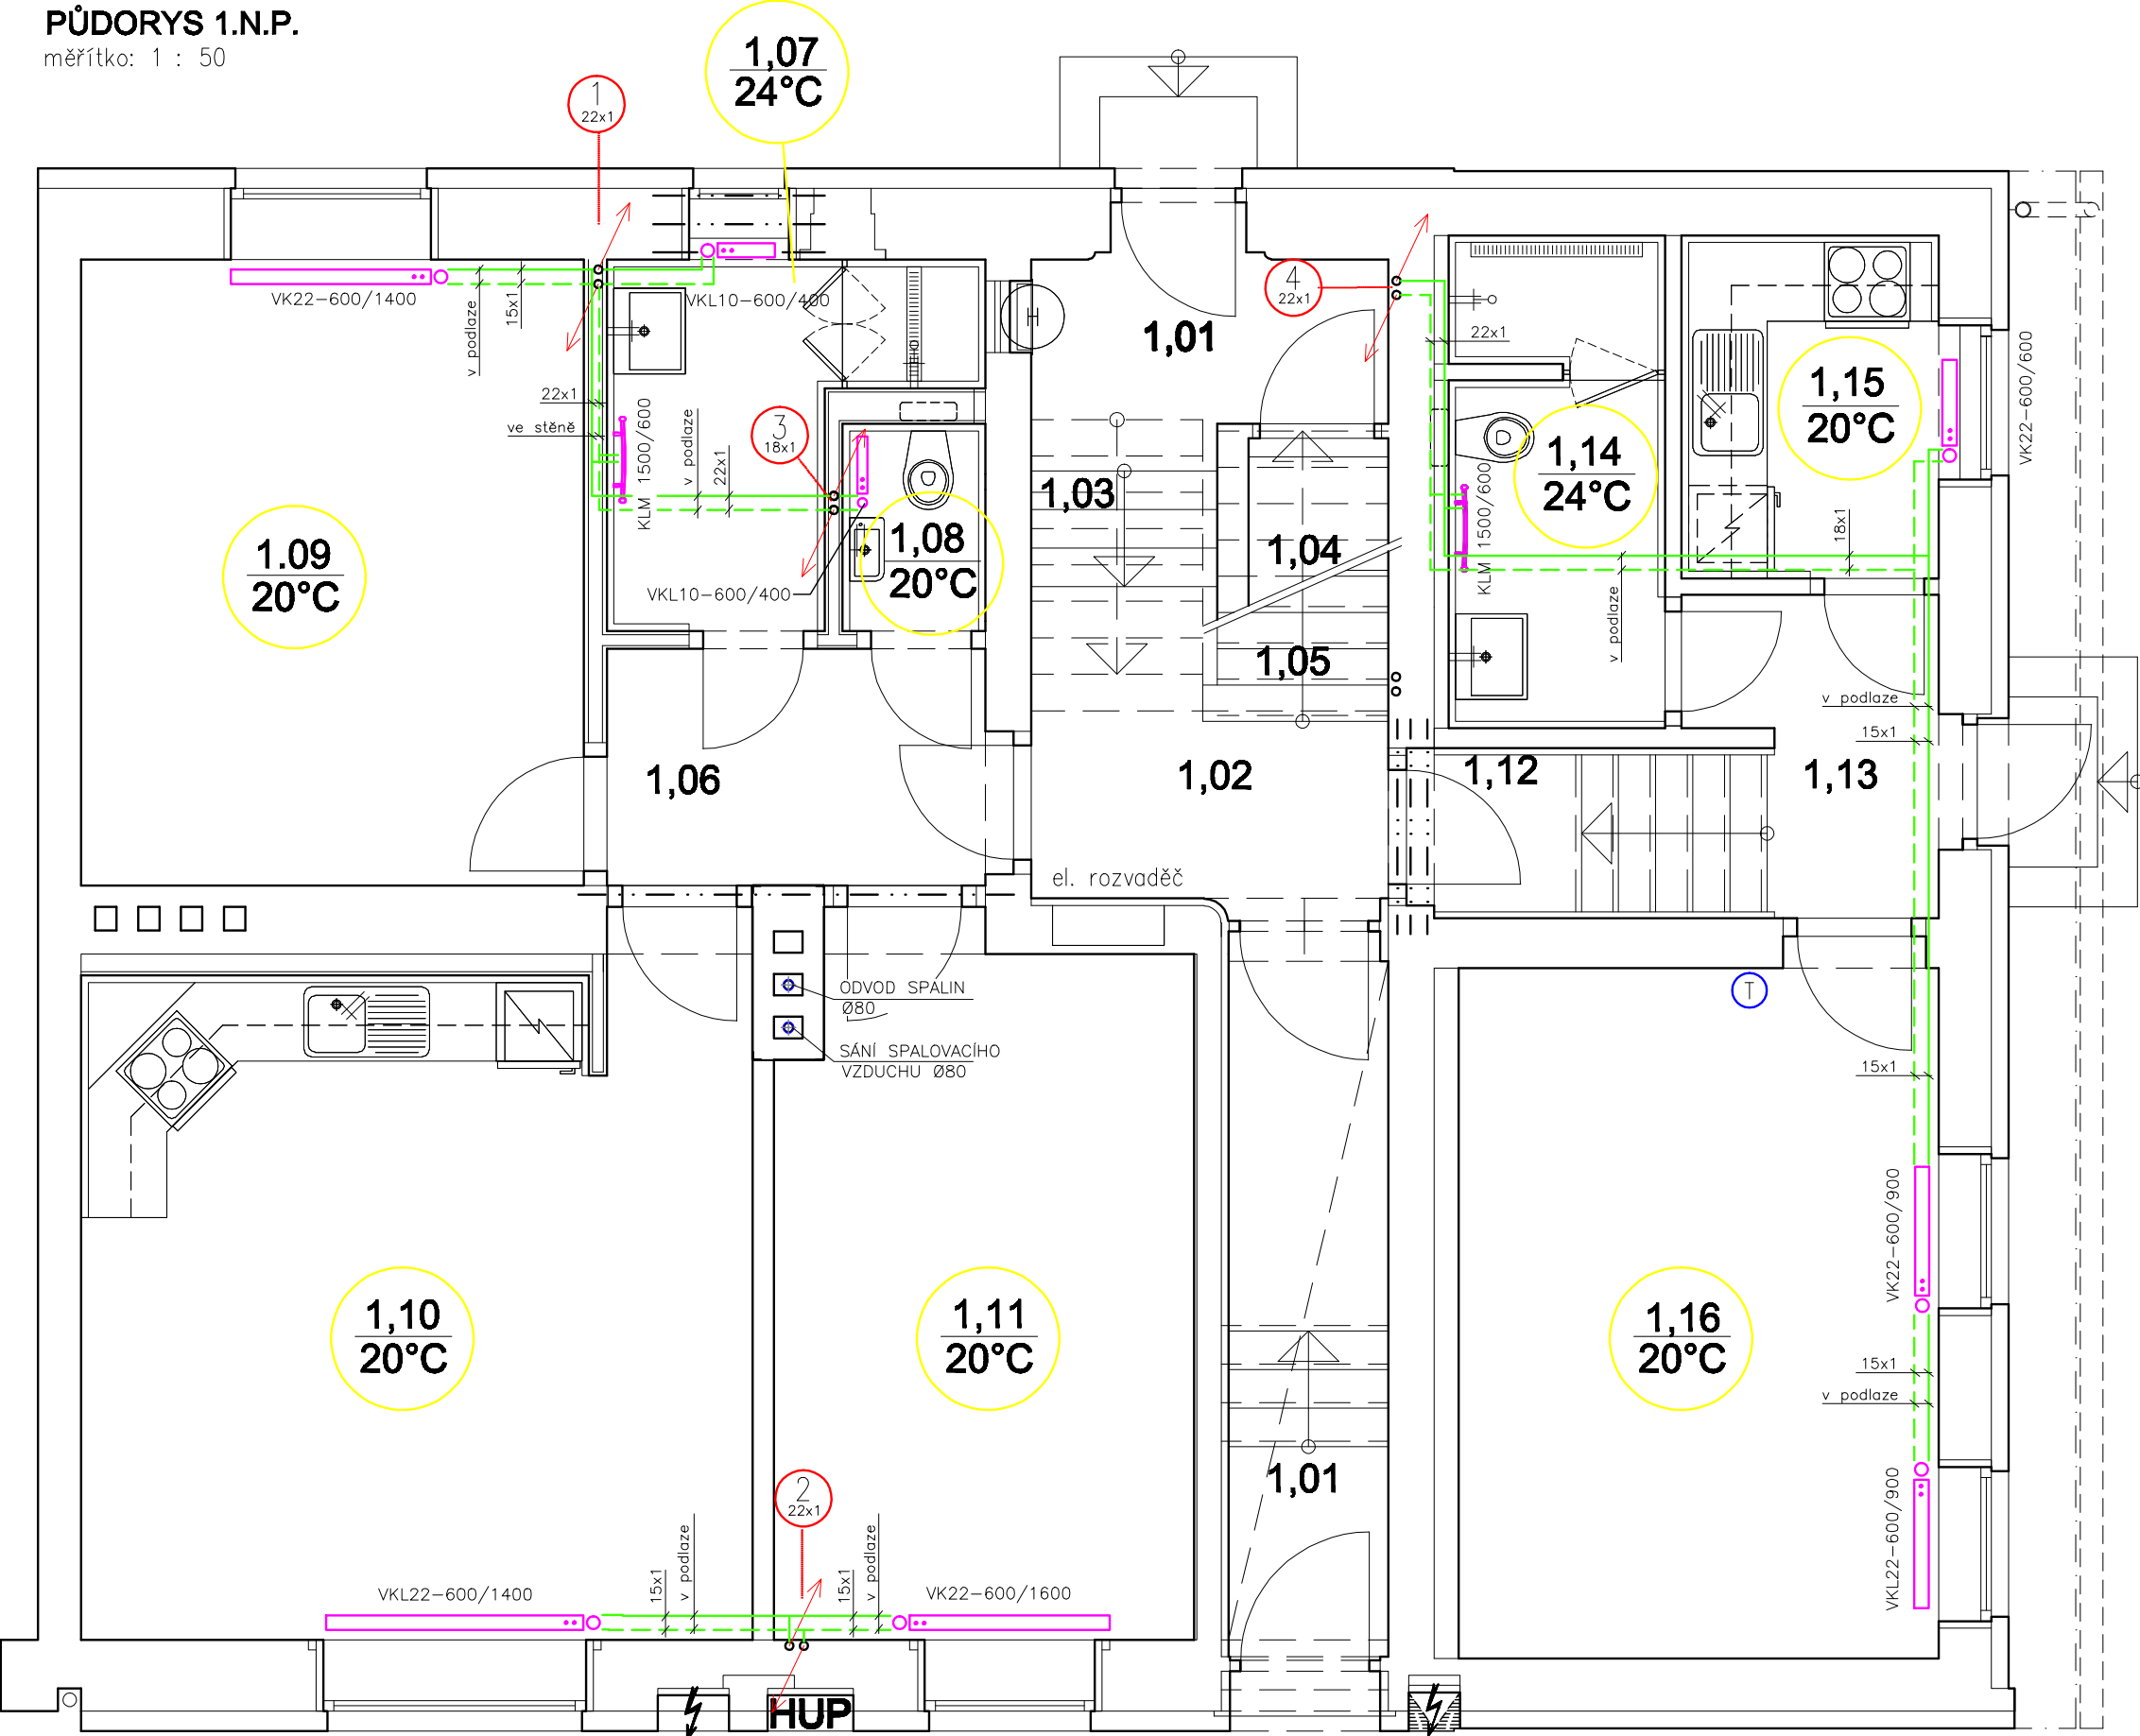 PŮDORYS 1.N.P.
měřítko: 1 : 50
1,07
24°C
1
22x1
VK22-600/1400
v podlaze
15x1
VKL10-600/400
H
1,01
4
22x1
22x1
1,15
20°C
VK22-600/600
22x1
ve stěně
KLM 1500/600
v podlaze
22x1
3
18x1
1,03
1,14
24°C
KLM 1500/600
18x1
1.09
20°C
1,08
20°C
1,04
VKL10-600/400
v podlaze
1,05
v podlaze
15x1
1,06
1,02
1,12
1,13
el. rozvaděč
ODVOD SPALIN
Ø80
T
SÁNÍ SPALOVACÍHO
VZDUCHU Ø80
15x1
VK22-600/900
1,10
20°C
1,11
20°C
1,16
20°C
15x1
v podlaze
1,01
2
22x1
VKL22-600/900
15x1
v podlaze
15x1
v podlaze
VKL22-600/1400
VK22-600/1600
HUP